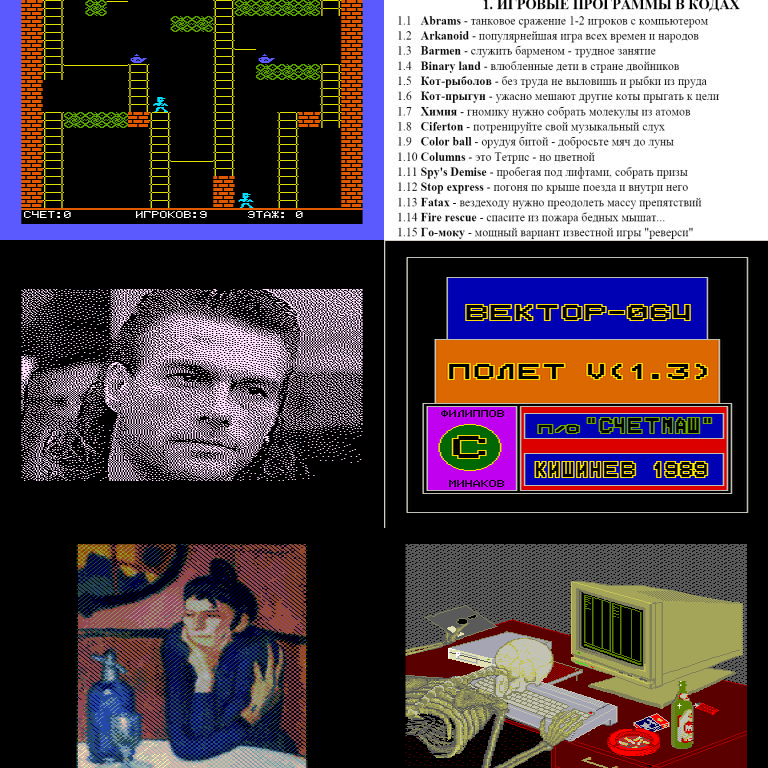 СЧЕТ:0 ИГРОКОВ:9 ЭТАЖ: 0
1. ИГРОВЫЕ ПРОГРАММЫ В КОДАХ
1.1 Abrams - танковое сражение 1-2 игроков с компьютером
1.2 Arkanoid - популярнейшая игра всех времен и народов
1.3 Barmen - служить барменом - трудное занятие
1.4 Binary land - влюбленные дети в стране двойников
1.5 Кот-рыболов - без труда не выловишь и рыбки из пруда
1.6 Кот-прыгун - ужасно мешают другие коты прыгать к цели
1.7 Химия - гномику нужно собрать молекулы из атомов
1.8 Ciferton - потренируйте свой музыкальный слух
1.9 Color ball - орудуя битой - добросьте мяч до луны
1.10 Columns - это Тетрис - но цветной
1.11 Spy's Demise - пробегая под лифтами, собрать призы
1.12 Stop express - погоня по крыше поезда и внутри него
1.13 Fatax - вездеходу нужно преодолеть массу препятствий
1.14 Fire rescue - спасите из пожара бедных мышат...
1.15 Го-моку - мощный вариант известной игры "реверси"
ВЕКТОР-06Ц
ПОЛЕТ V(1.3)
ФИЛИППОВ
С
МИНАКОВ
п/о "СЧЕТМАШ"
КИШИНЕВ 1989